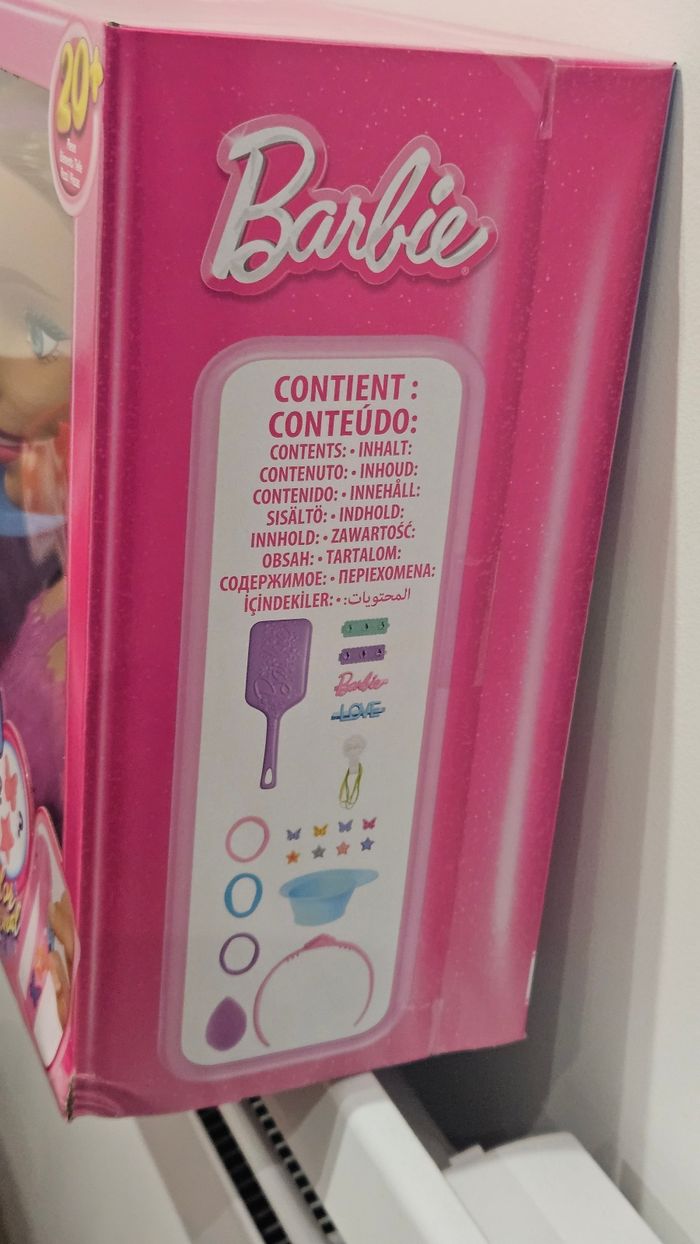 20+
Barbie®
CONTIENT :
CONTEÚDO:
CONTENTS: • INHALT:
CONTENUTO: • INHOUD:
CONTENIDO: • INNEHÅLL:
SISÄLTÖ: • INDHOLD:
INNHOLD: • ZAWARTOŚĆ:
OBSAH: • TARTALOM:
СОДЕРЖИМОЕ: • ΠΕΡΙΕΧΟΜΕΝΑ:
İÇİNDEKİLER: • المحتويات:
Barbie
Barbie
LOVE